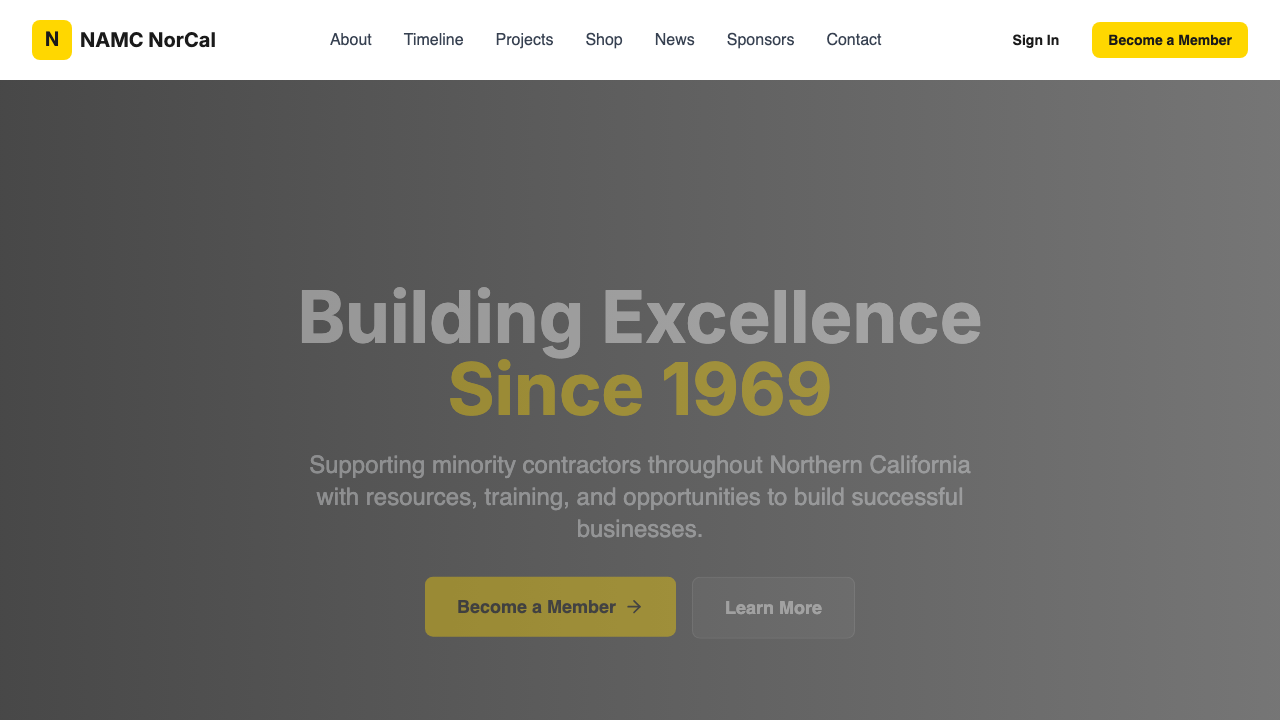 N NAMC NorCal About Timeline Projects Shop News Sponsors Contact Sign In Become a Member
Building Excellence
Since 1969
Supporting minority contractors throughout Northern California
with resources, training, and opportunities to build successful
businesses.
Become a Member → Learn More